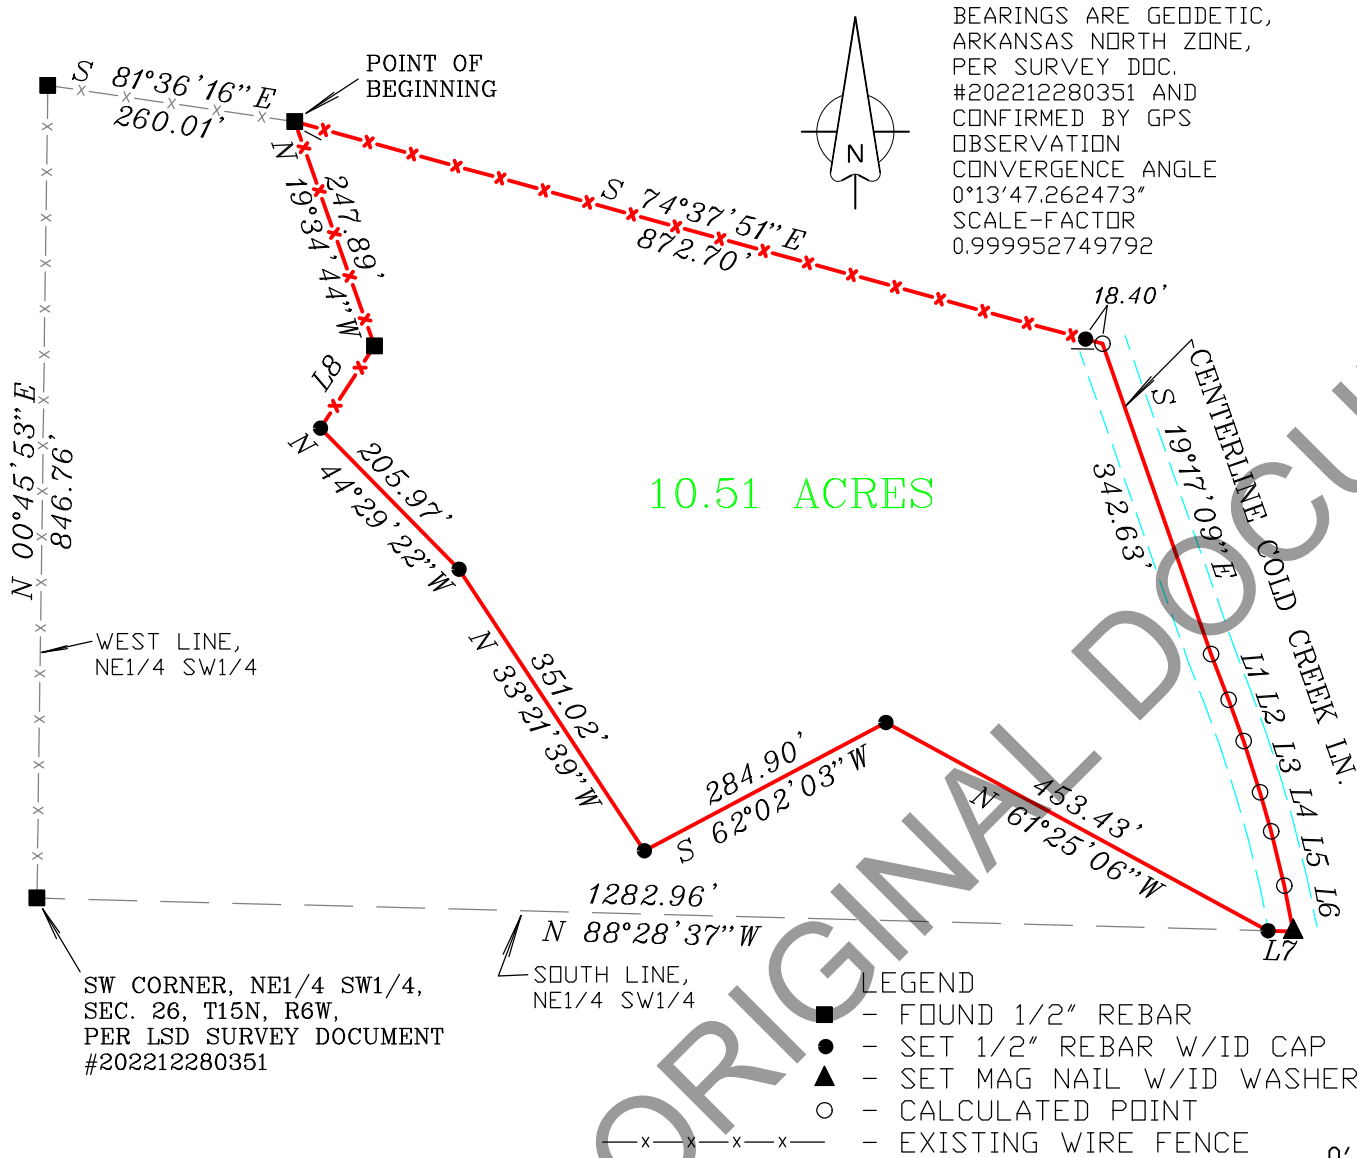 BEARINGS ARE GEODETIC,
ARKANSAS NORTH ZONE,
PER SURVEY DOC.
#202212280351 AND
CONFIRMED BY GPS
OBSERVATION
CONVERGENCE ANGLE
0°13'47.262473"
SCALE-FACTOR
0.999952749792
N
POINT OF
BEGINNING
S 81°36'16"E
260.01'
N 19°34'44"W
247.89'
S 74°37'51"E
872.70'
18.40'
L8
N 00°45'53"E
846.76'
205.97'
N 44°29'22"W
10.51 ACRES
CENTERLINE COLD CREEK LN.
S 19°17'09"E
342.63'
WEST LINE,
NE1/4 SW1/4
351.02'
N 33°21'39"W
284.90'
S 62°02'03"W
453.43'
N 61°25'06"W
L1 L2 L3 L4 L5 L6
L7
1282.96'
N 88°28'37"W
SOUTH LINE,
NE1/4 SW1/4
SW CORNER, NE1/4 SW1/4,
SEC. 26, T15N, R6W,
PER LSD SURVEY DOCUMENT
#202212280351
LEGEND
- FOUND 1/2" REBAR
- SET 1/2" REBAR W/ID CAP
- SET MAG NAIL W/ID WASHER
- CALCULATED POINT
- EXISTING WIRE FENCE
0'
ORIGINAL DOCU